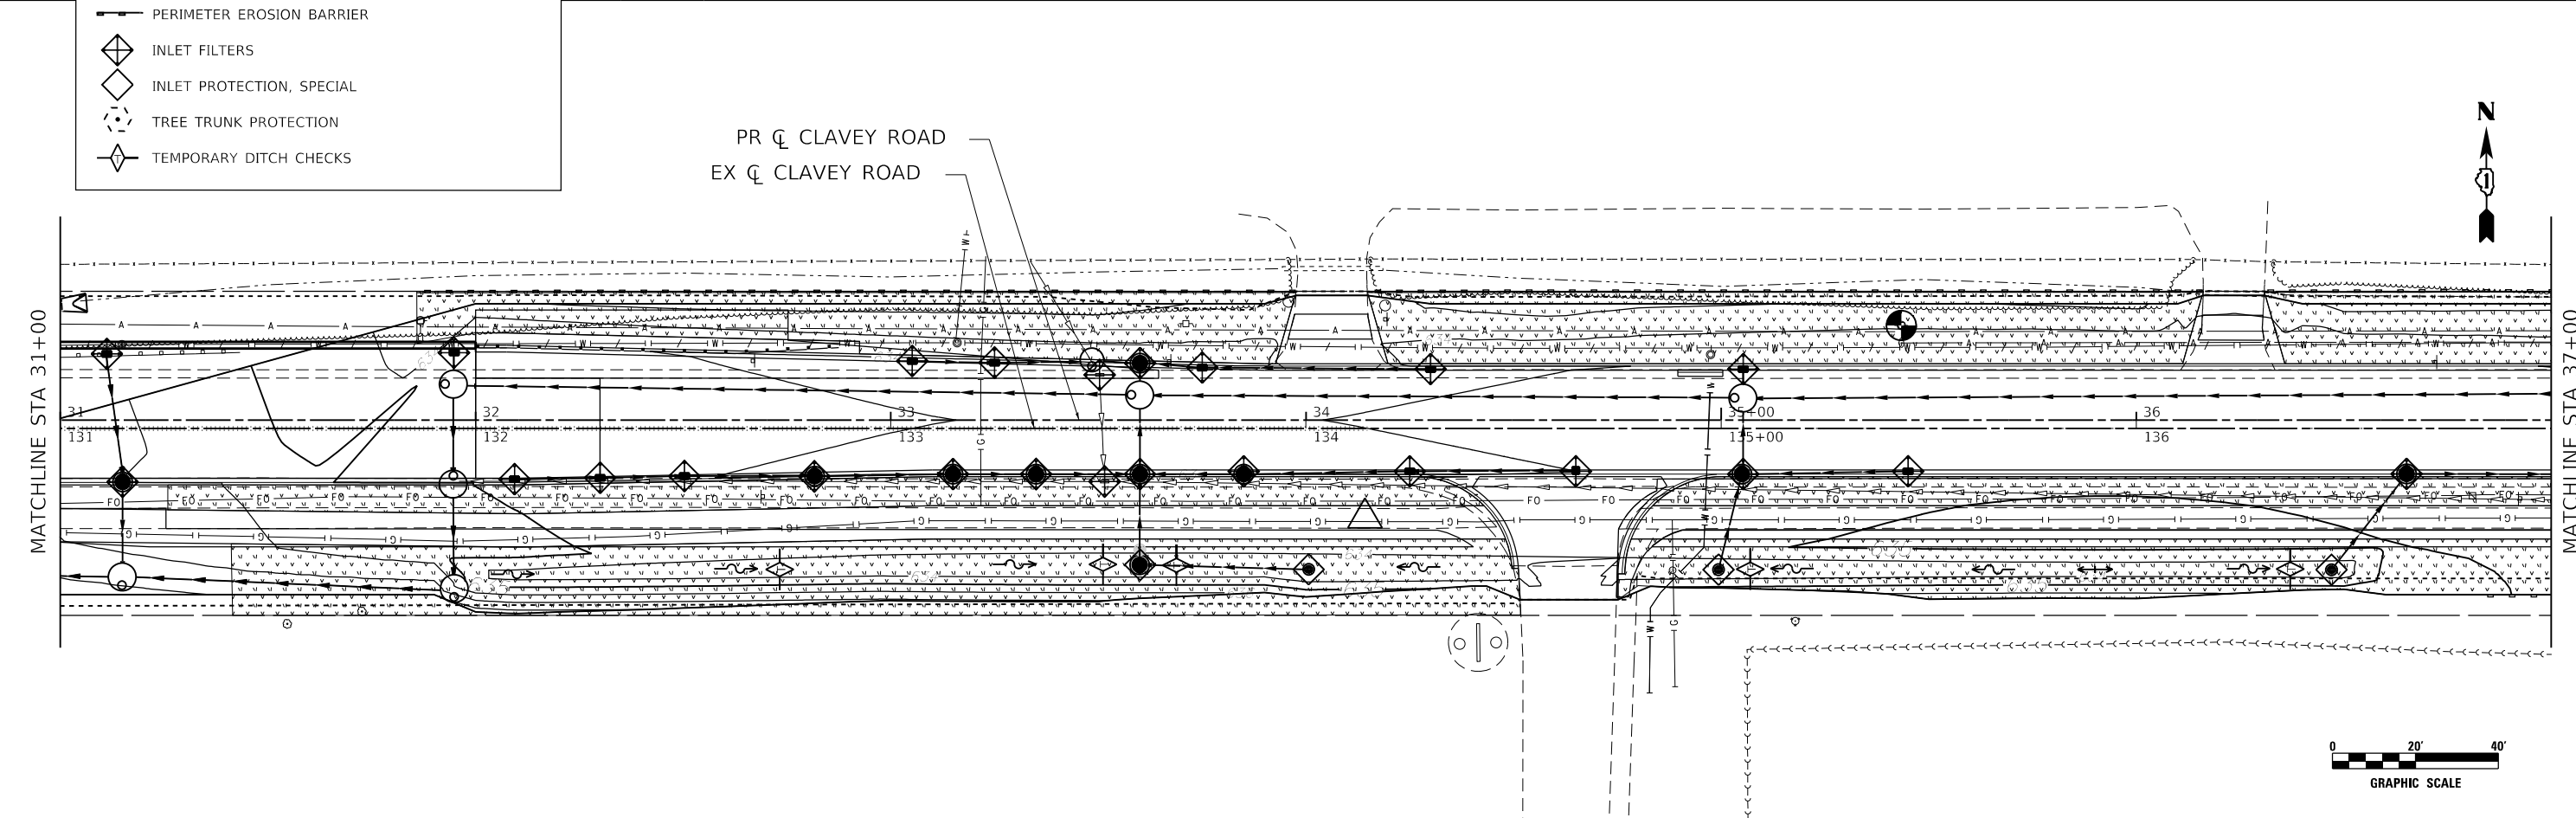 PERIMETER EROSION BARRIER
INLET FILTERS
INLET PROTECTION, SPECIAL
TREE TRUNK PROTECTION
T TEMPORARY DITCH CHECKS
PR ℄ CLAVEY ROAD
EX ℄ CLAVEY ROAD
N
MATCHLINE STA 31+00
31 32 33 34 35+00 36
131 132 133 134 135+00 136
MATCHLINE STA 37+00
0 20' 40'
GRAPHIC SCALE